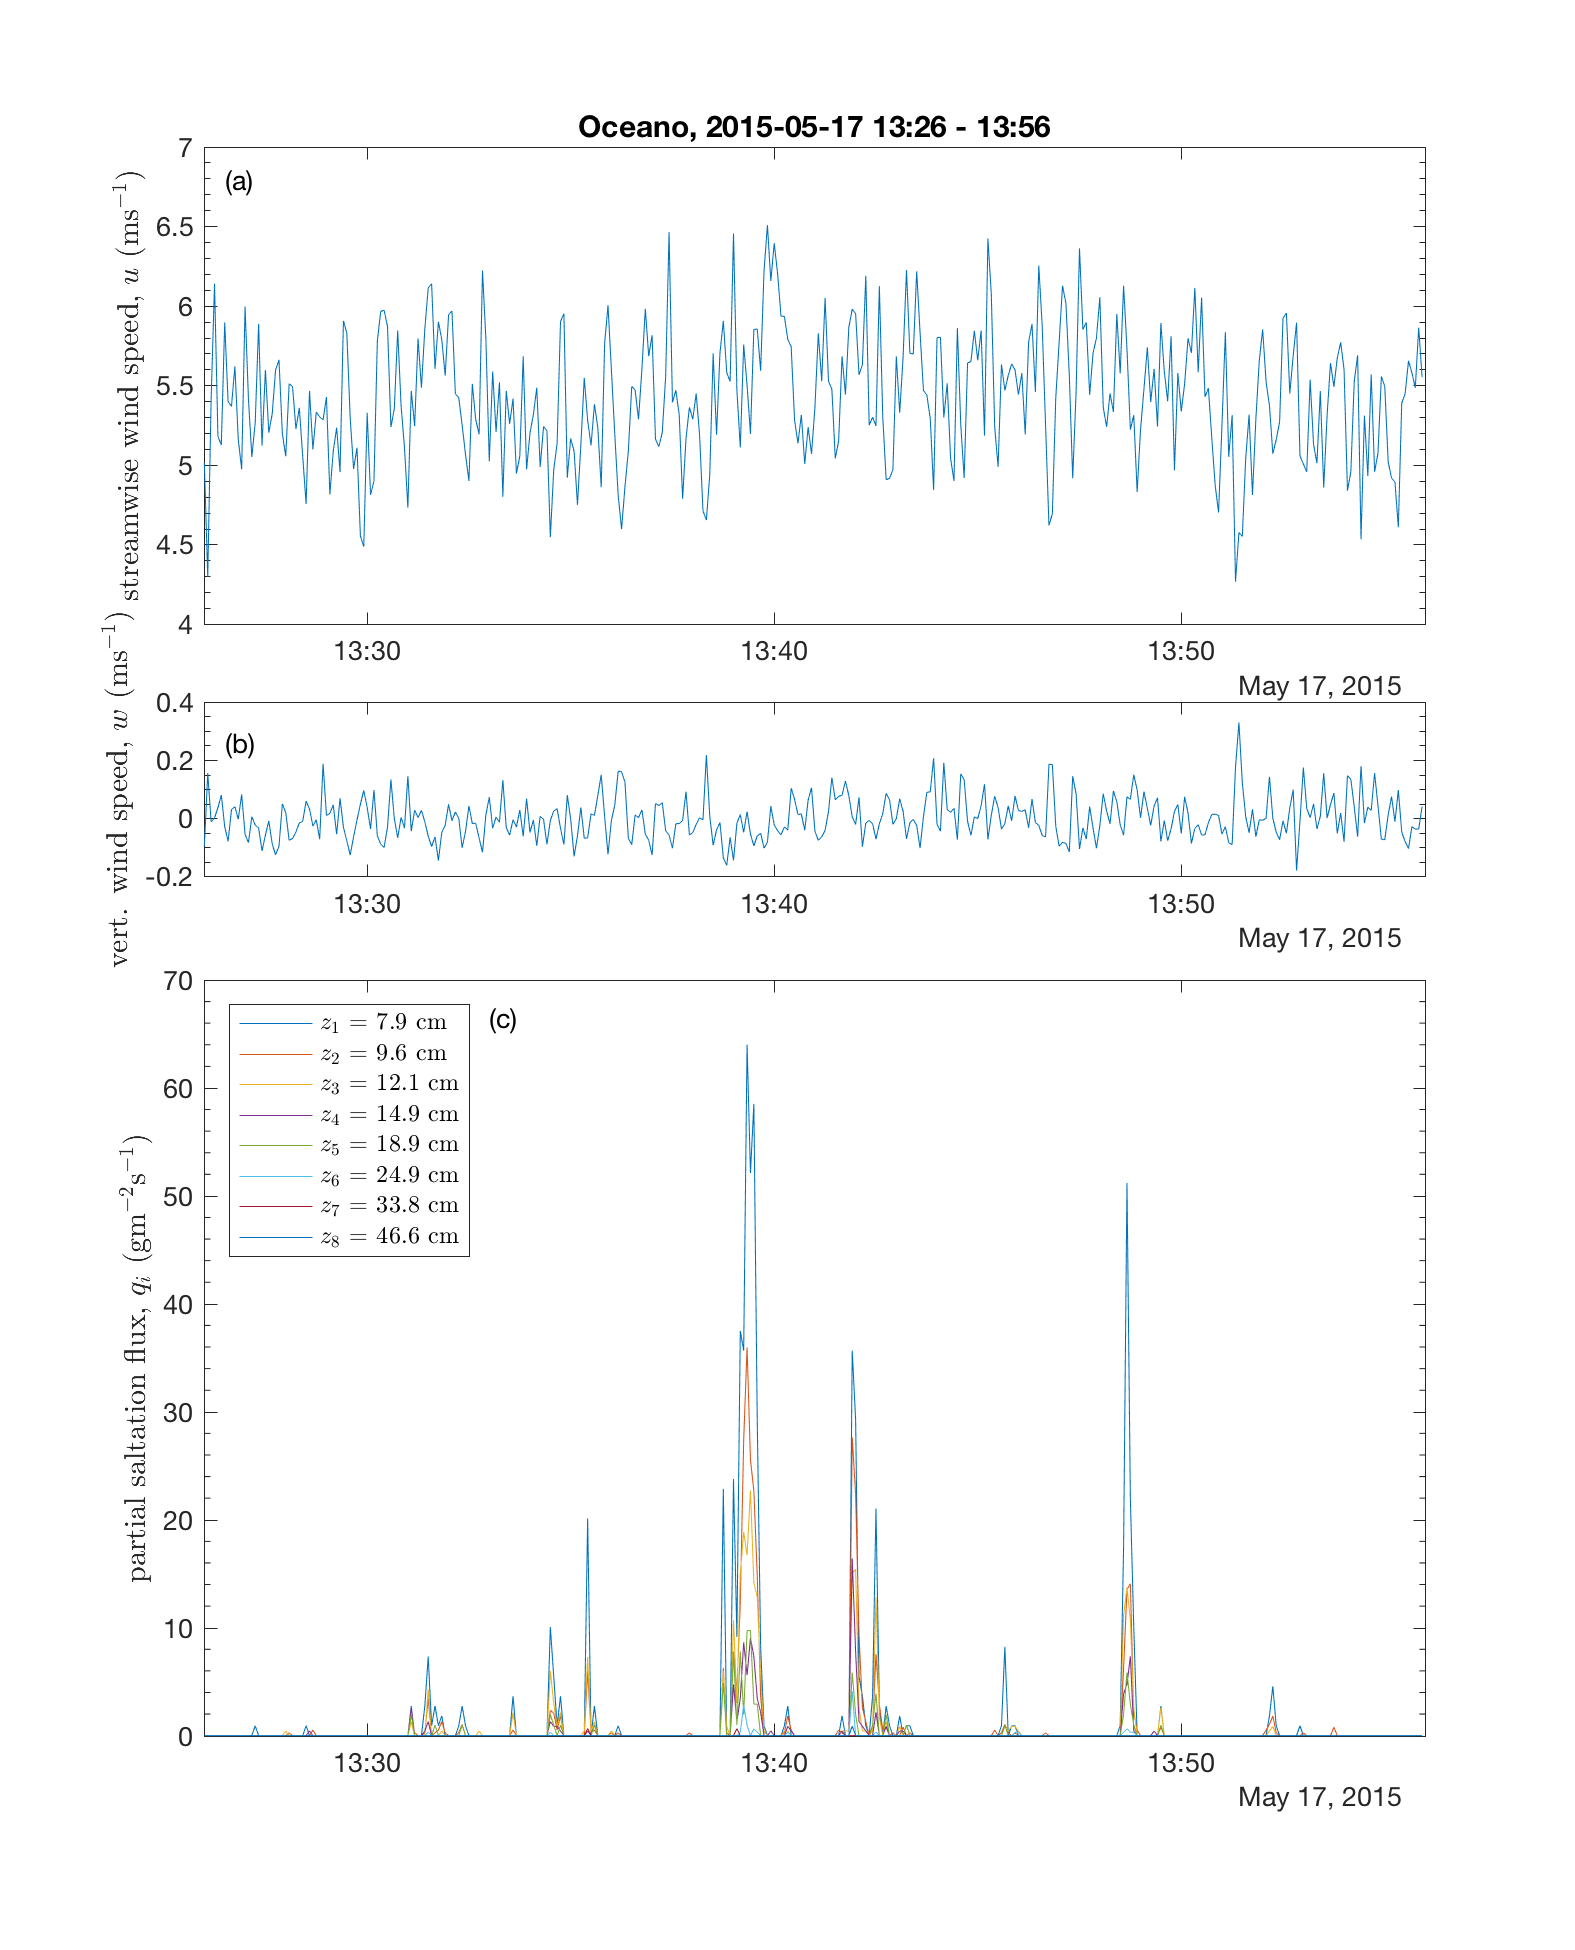 Oceano, 2015-05-17 13:26 - 13:56
(a)
streamwise wind speed, u (ms⁻¹)
7
6.5
6
5.5
5
4.5
4
13:30 13:40 13:50
May 17, 2015
(b)
vert. wind speed, w (ms⁻¹)
0.4
0.2
0
-0.2
13:30 13:40 13:50
May 17, 2015
(c)
partial saltation flux, qᵢ (gm⁻²s⁻¹)
70
60
50
40
30
20
10
0
z₁ = 7.9 cm
z₂ = 9.6 cm
z₃ = 12.1 cm
z₄ = 14.9 cm
z₅ = 18.9 cm
z₆ = 24.9 cm
z₇ = 33.8 cm
z₈ = 46.6 cm
13:30 13:40 13:50
May 17, 2015